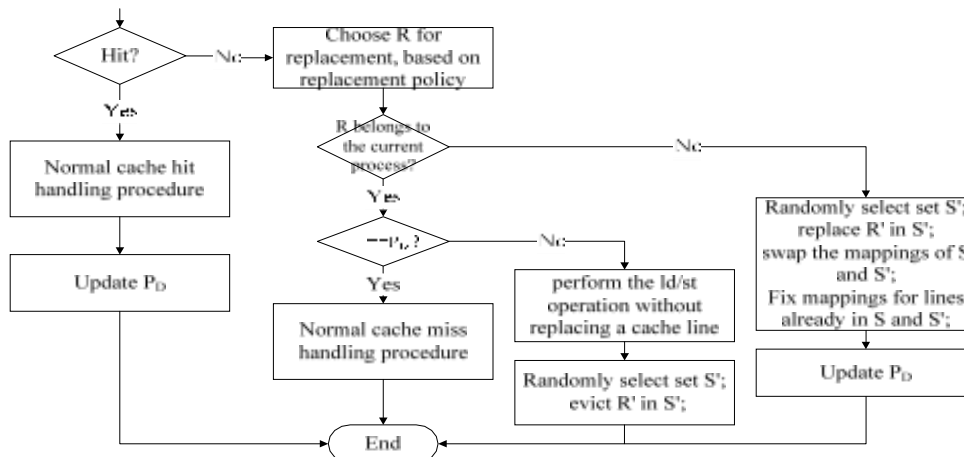 Hit?
No
Choose R for
replacement, based on
replacement policy
Yes
R belongs to
the current
process?
No
Normal cache hit
handling procedure
Yes
Randomly select set S';
replace R' in S';
swap the mappings of S
and S';
Fix mappings for lines
already in S and S';
?
No
Update PD
Yes
perform the ld/st
operation without
replacing a cache line
Normal cache miss
handling procedure
Randomly select set S';
evict R' in S';
Update PD
End